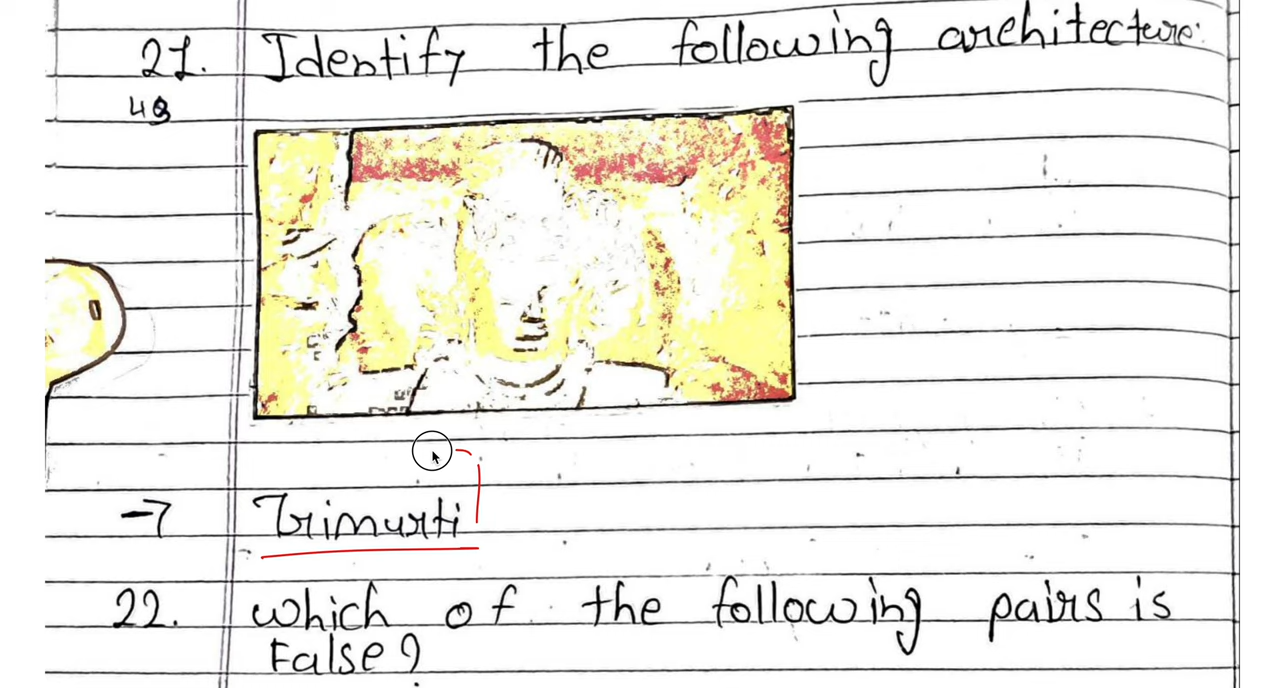 21. Identify the following architecture:
48
→ Trimurti
22. which of the following pairs is
False?